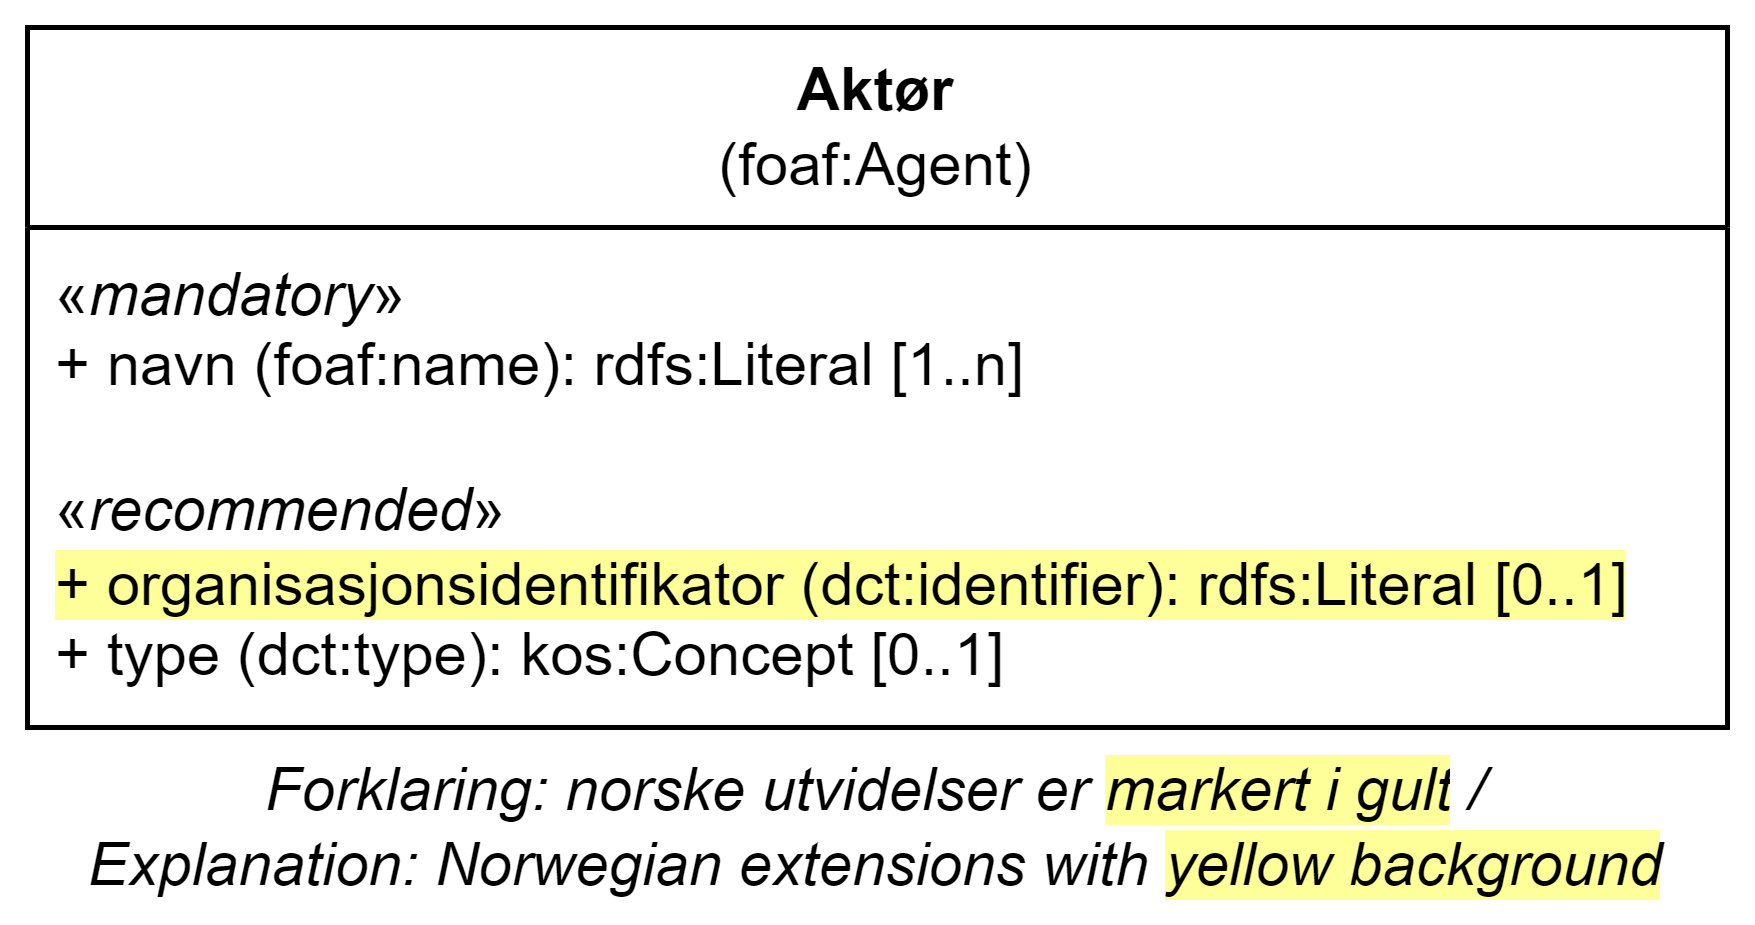 Aktør
(foaf:Agent)
«mandatory»
+ navn (foaf:name): rdfs:Literal [1..n]
«recommended»
+ organisasjonsidentifikator (dct:identifier): rdfs:Literal [0..1]
+ type (dct:type): kos:Concept [0..1]
Forklaring: norske utvidelser er markert i gult /
Explanation: Norwegian extensions with yellow background